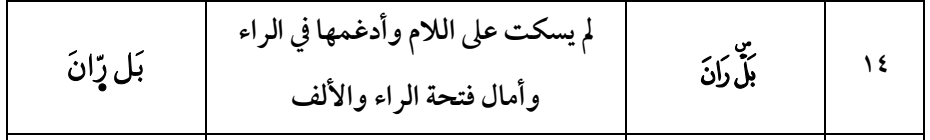 ١٤
بَلۜ رَانَ
لم يسكت على اللام وأدغمها في الراء
وأمال فتحة الراء والألف
بَل رّٜانَ